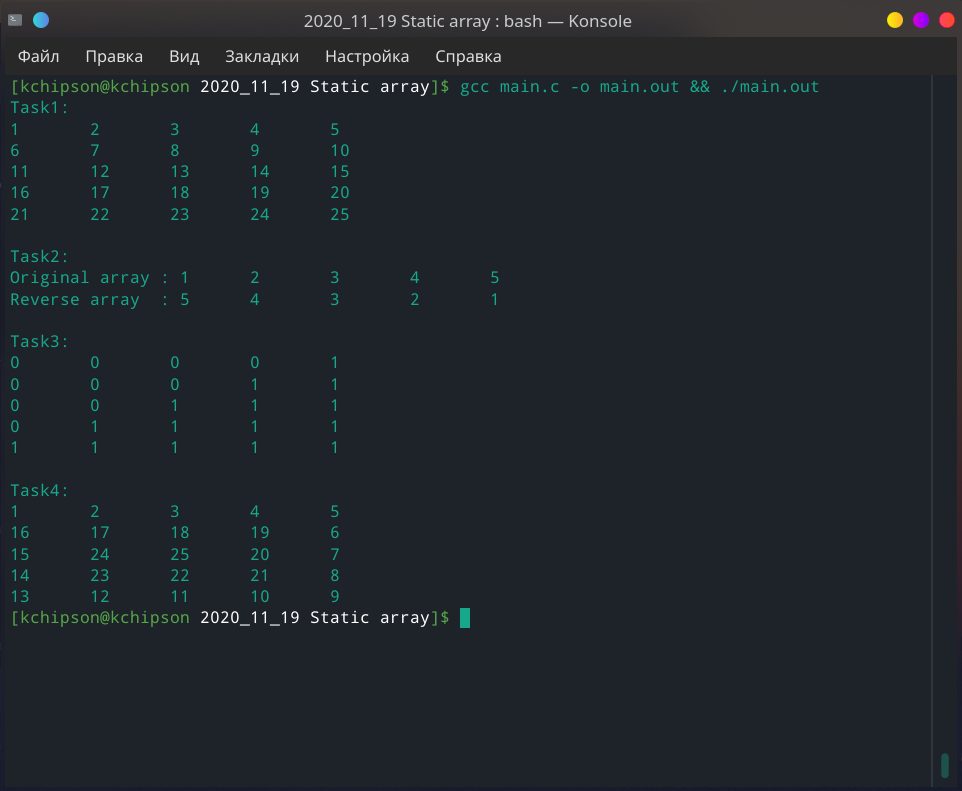 2020_11_19 Static array : bash — Konsole
Файл Правка Вид Закладки Настройка Справка
[kchipson@kchipson 2020_11_19 Static array]$ gcc main.c -o main.out && ./main.out
Task1:
1 2 3 4 5
6 7 8 9 10
11 12 13 14 15
16 17 18 19 20
21 22 23 24 25
Task2:
Original array : 1 2 3 4 5
Reverse array  : 5 4 3 2 1
Task3:
0 0 0 0 1
0 0 0 1 1
0 0 1 1 1
0 1 1 1 1
1 1 1 1 1
Task4:
1 2 3 4 5
16 17 18 19 6
15 24 25 20 7
14 23 22 21 8
13 12 11 10 9
[kchipson@kchipson 2020_11_19 Static array]$